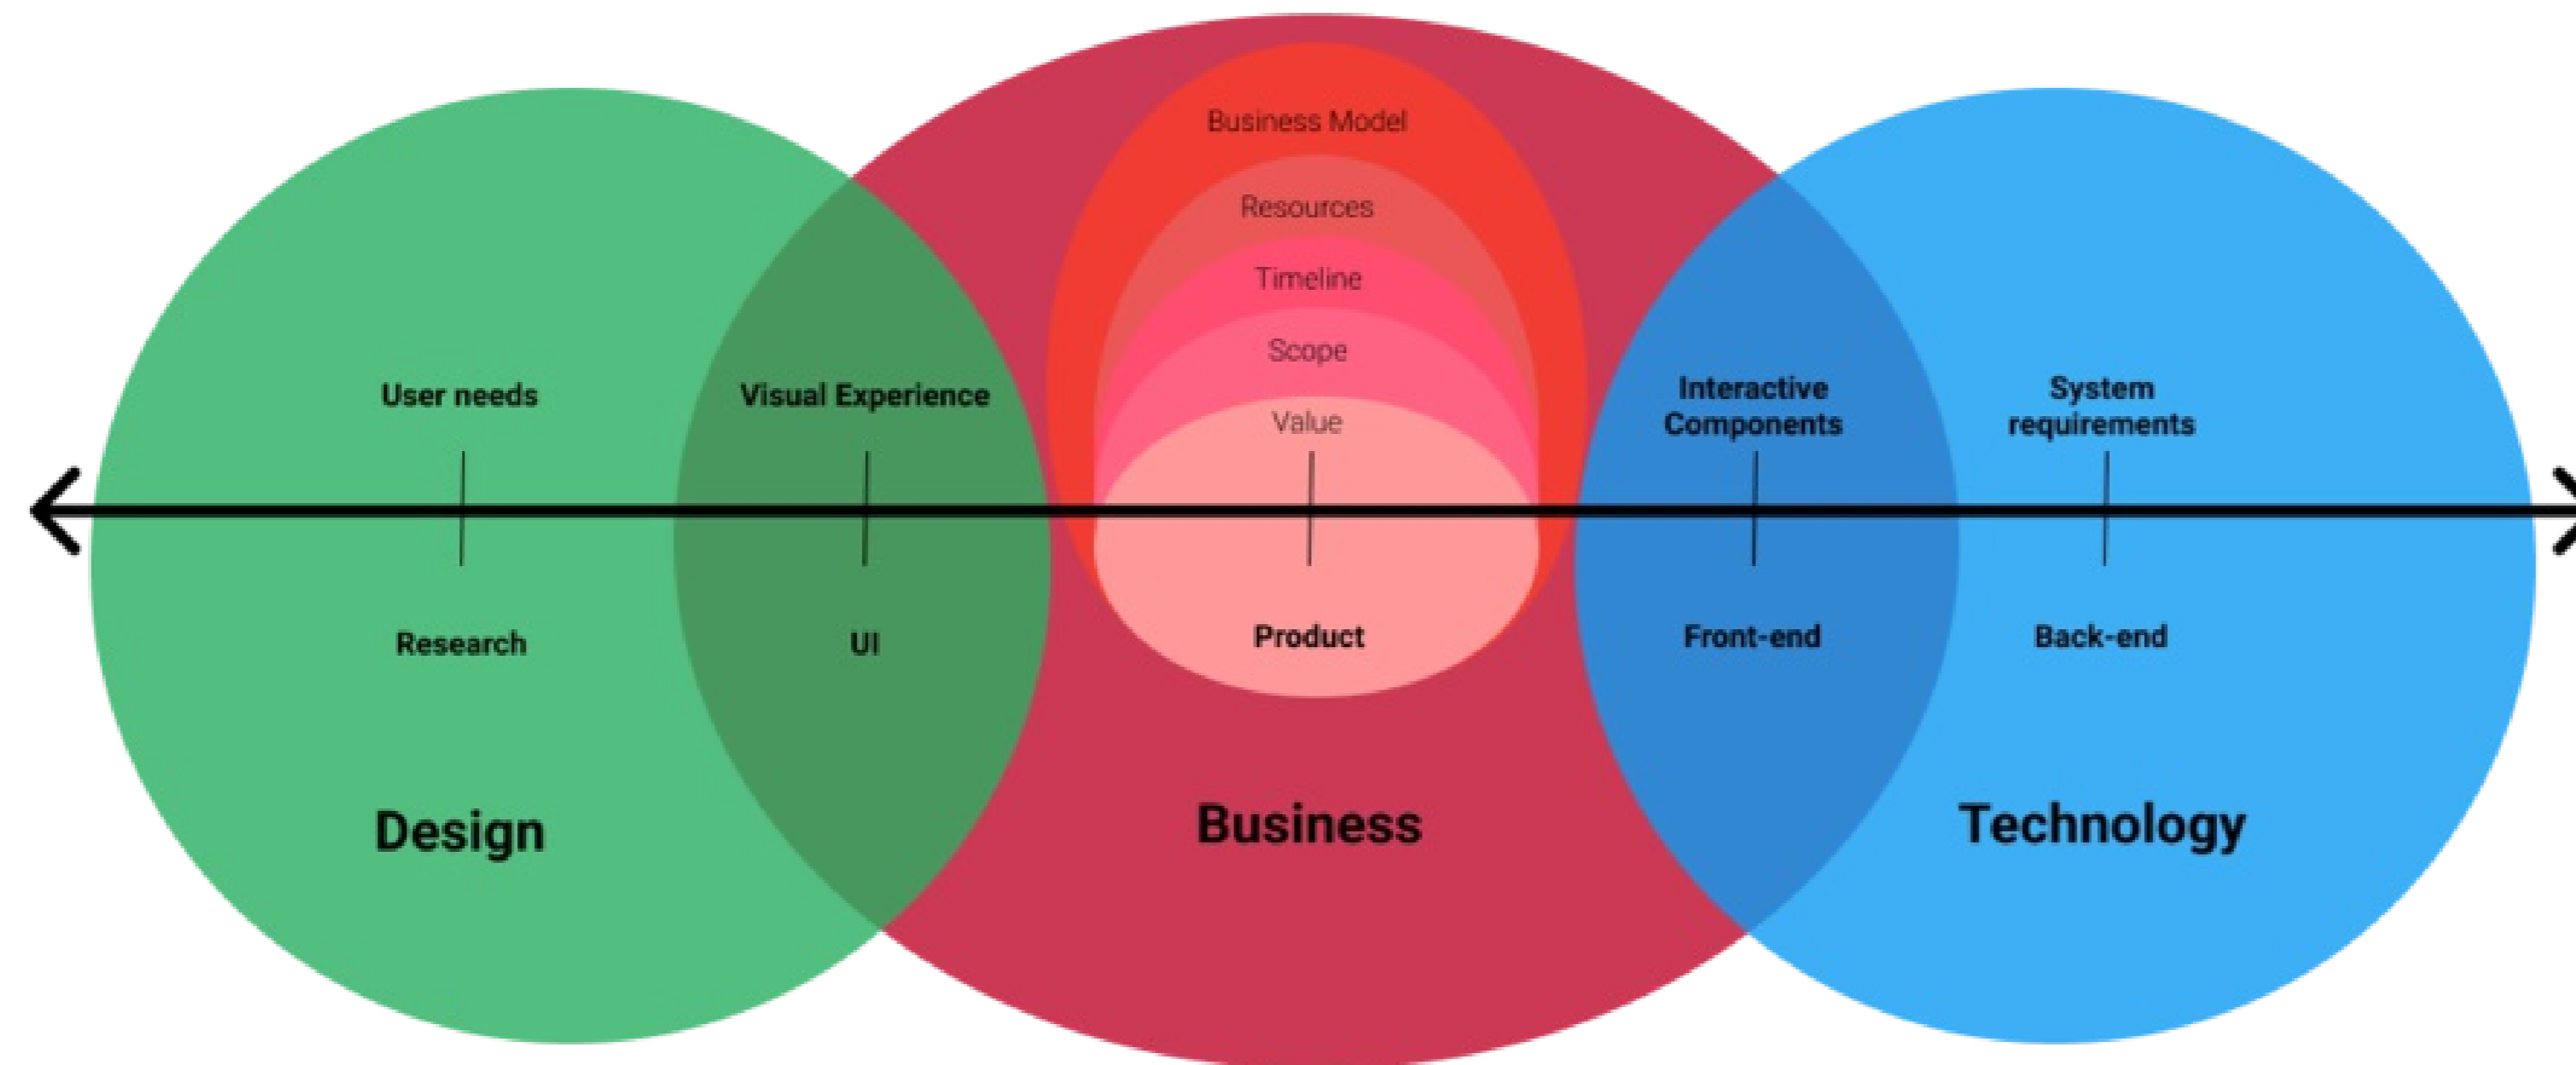 Business Model
Resources
Timeline
Scope
Value
User needs
Visual Experience
Interactive
Components
System
requirements
Research
UI
Product
Front-end
Back-end
Design
Business
Technology